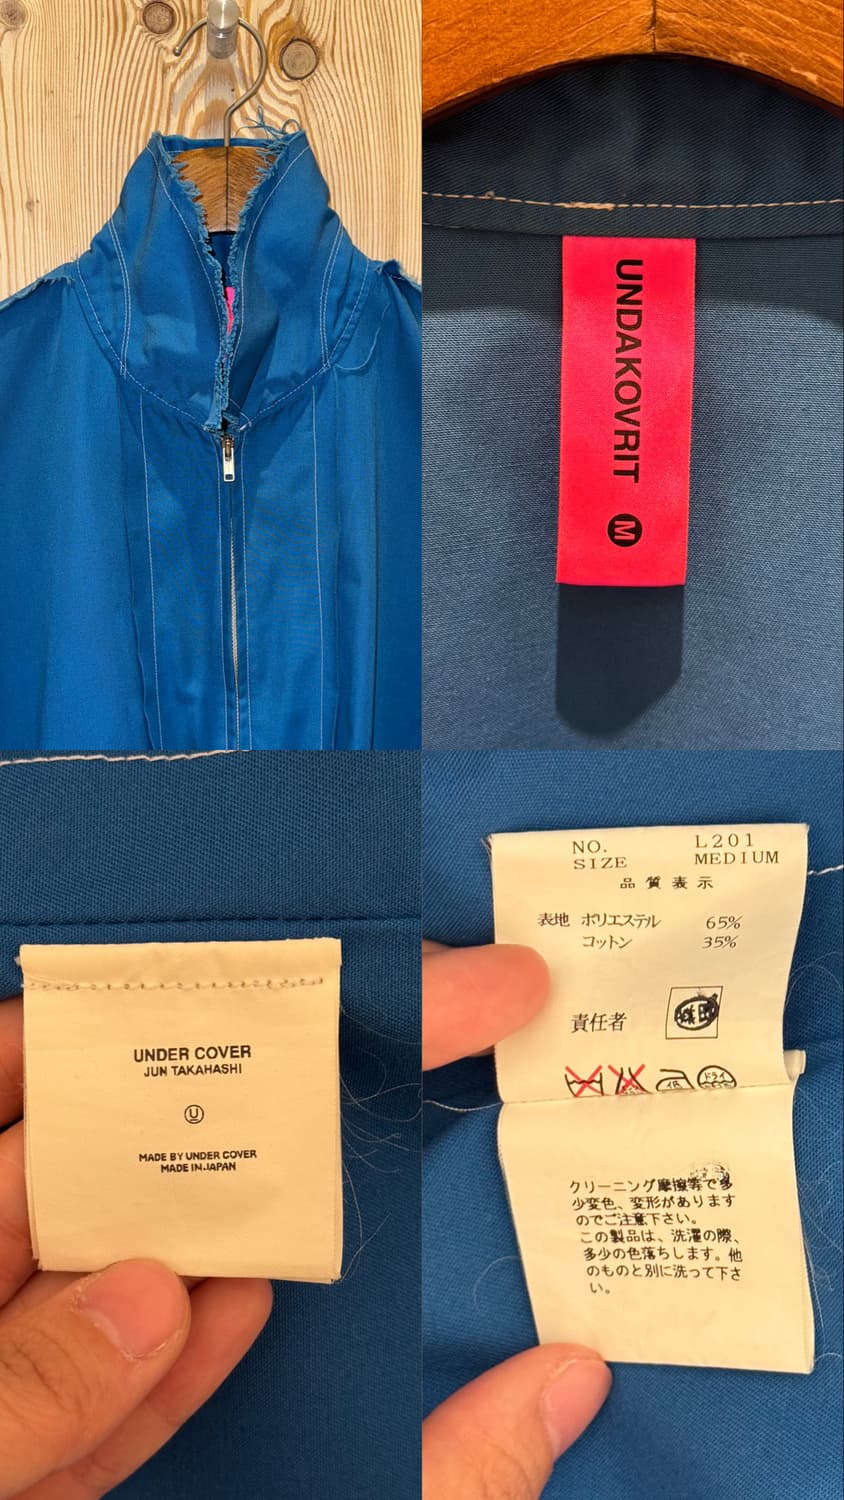 UNDAKOVRIT M
UNDER COVER
JUN TAKAHASHI
U
MADE BY UNDER COVER
MADE IN JAPAN
NO. L201
SIZE MEDIUM
品質表示
表地 ポリエステル 65%
コットン 35%
責任者
ドライ
クリーニング摩擦等で多
少変色、変形があります
のでご注意下さい。
この製品は、洗濯の際、
多少の色落ちします。他
のものと別に洗って下さ
い。